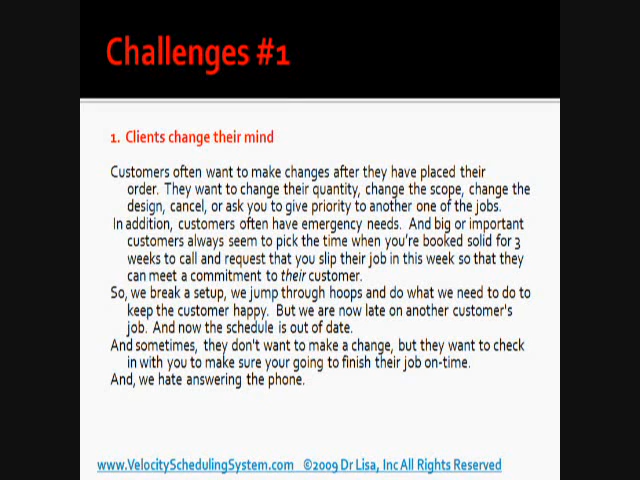 Challenges #1
1. Clients change their mind
Customers often want to make changes after they have placed their
order. They want to change their quantity, change the scope, change the
design, cancel, or ask you to give priority to another one of the jobs.
In addition, customers often have emergency needs. And big or important
customers always seem to pick the time when you're booked solid for 3
weeks to call and request that you slip their job in this week so that they
can meet a commitment to their customer.
So, we break a setup, we jump through hoops and do what we need to do to
keep the customer happy. But we are now late on another customer's
job. And now the schedule is out of date.
And sometimes, they don't want to make a change, but they want to check
in with you to make sure your going to finish their job on-time.
And, we hate answering the phone.
www.VelocitySchedulingSystem.com ©2009 Dr Lisa, Inc All Rights Reserved